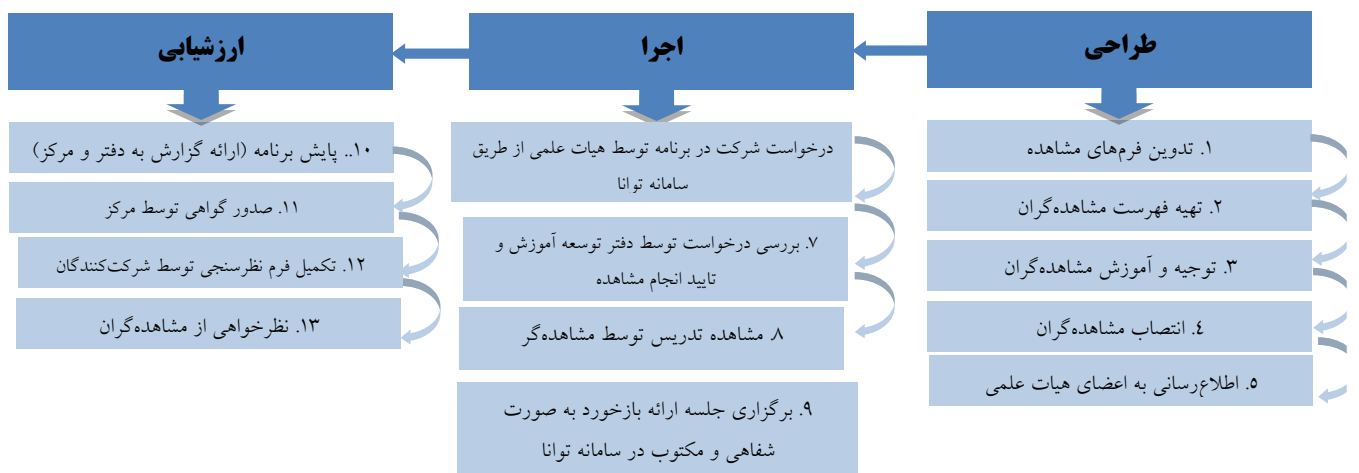 طراحی
۱. تدوین فرم‌های مشاهده
۲. تهیه فهرست مشاهده‌گران
۳. توجیه و آموزش مشاهده‌گران
٤. انتصاب مشاهده‌گران
٥. اطلاع‌رسانی به اعضای هیات علمی
اجرا
درخواست شرکت در برنامه توسط هیات علمی از طریق
سامانه توانا
۷. بررسی درخواست توسط دفتر توسعه آموزش و
تایید انجام مشاهده
۸. مشاهده تدریس توسط مشاهده‌گر
۹. برگزاری جلسه ارائه بازخورد به صورت
شفاهی و مکتوب در سامانه توانا
ارزشیابی
۱۰.. پایش برنامه (ارائه گزارش به دفتر و مرکز)
۱۱. صدور گواهی توسط مرکز
۱۲. تکمیل فرم نظرسنجی توسط شرکت‌کنندگان
۱۳. نظرخواهی از مشاهده‌گران